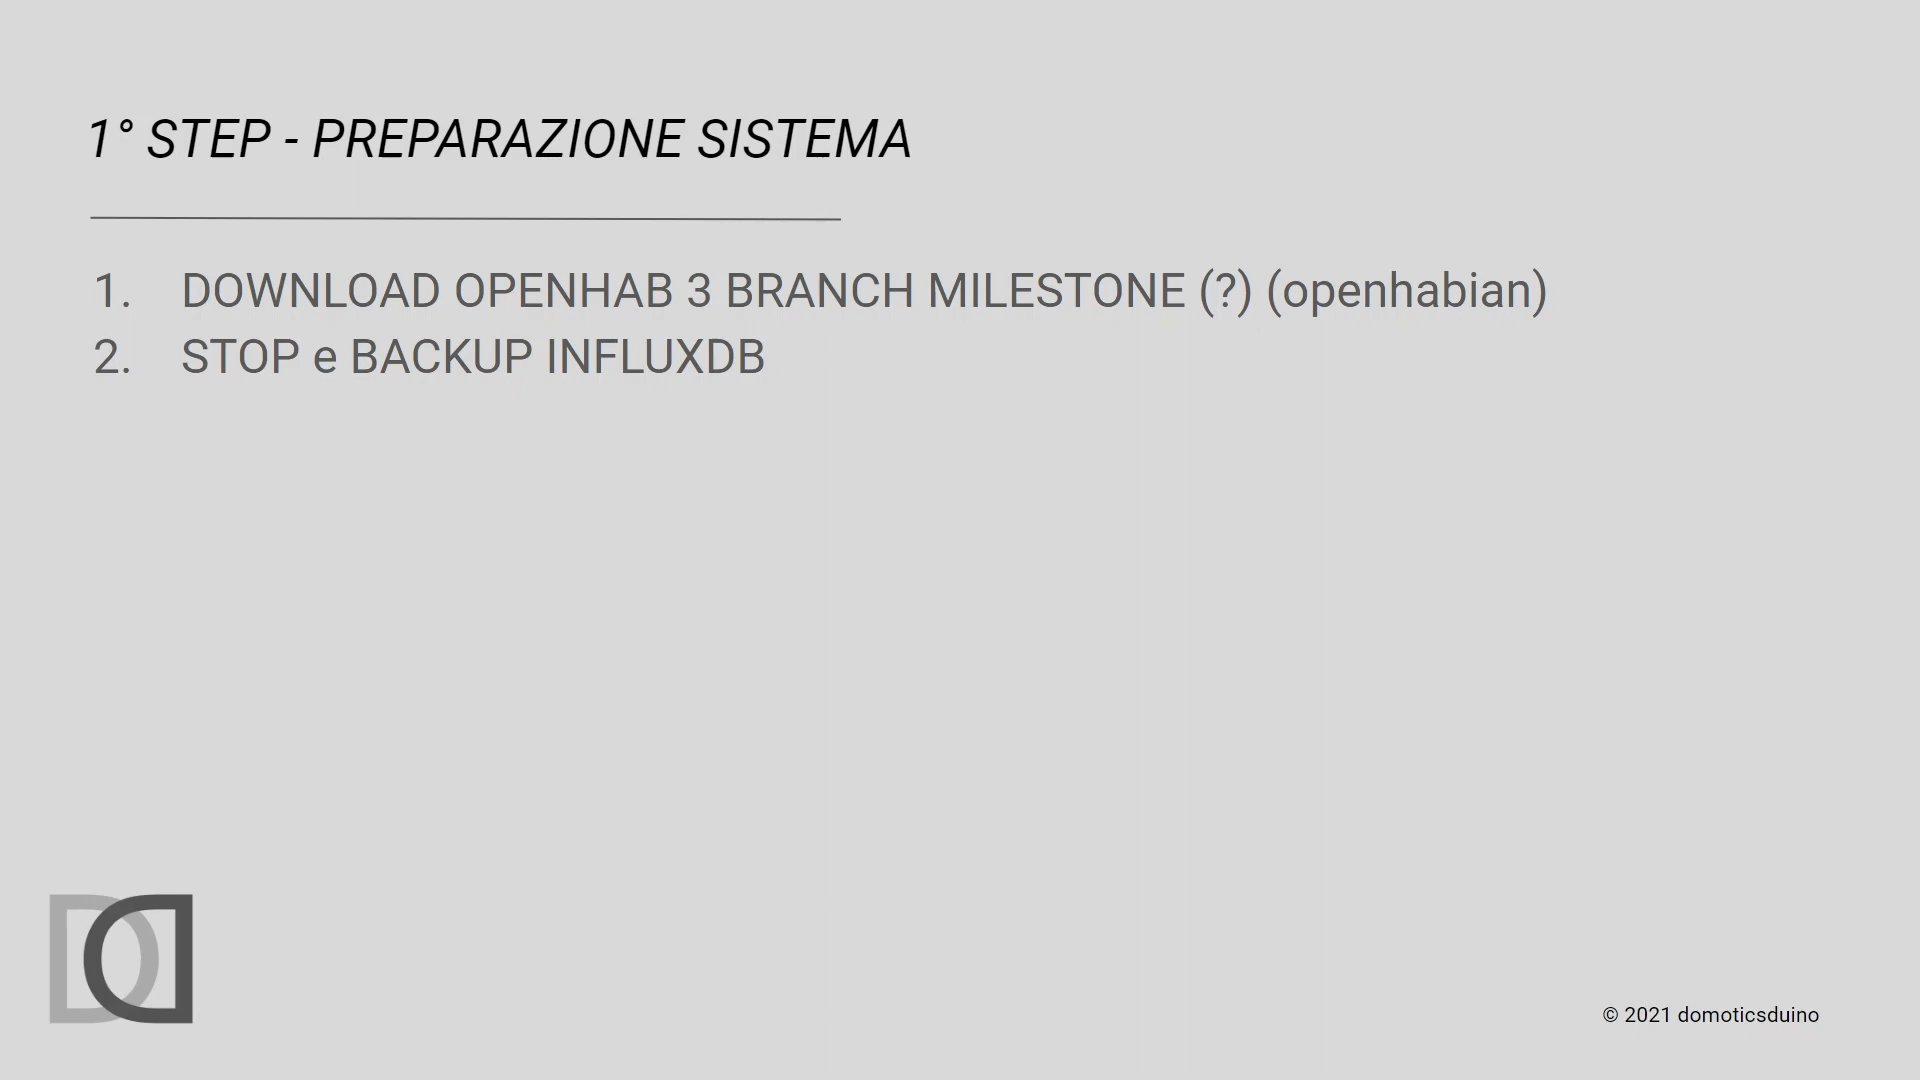 1° STEP - PREPARAZIONE SISTEMA
1. DOWNLOAD OPENHAB 3 BRANCH MILESTONE (?) (openhabian)
2. STOP e BACKUP INFLUXDB
© 2021 domoticsduino